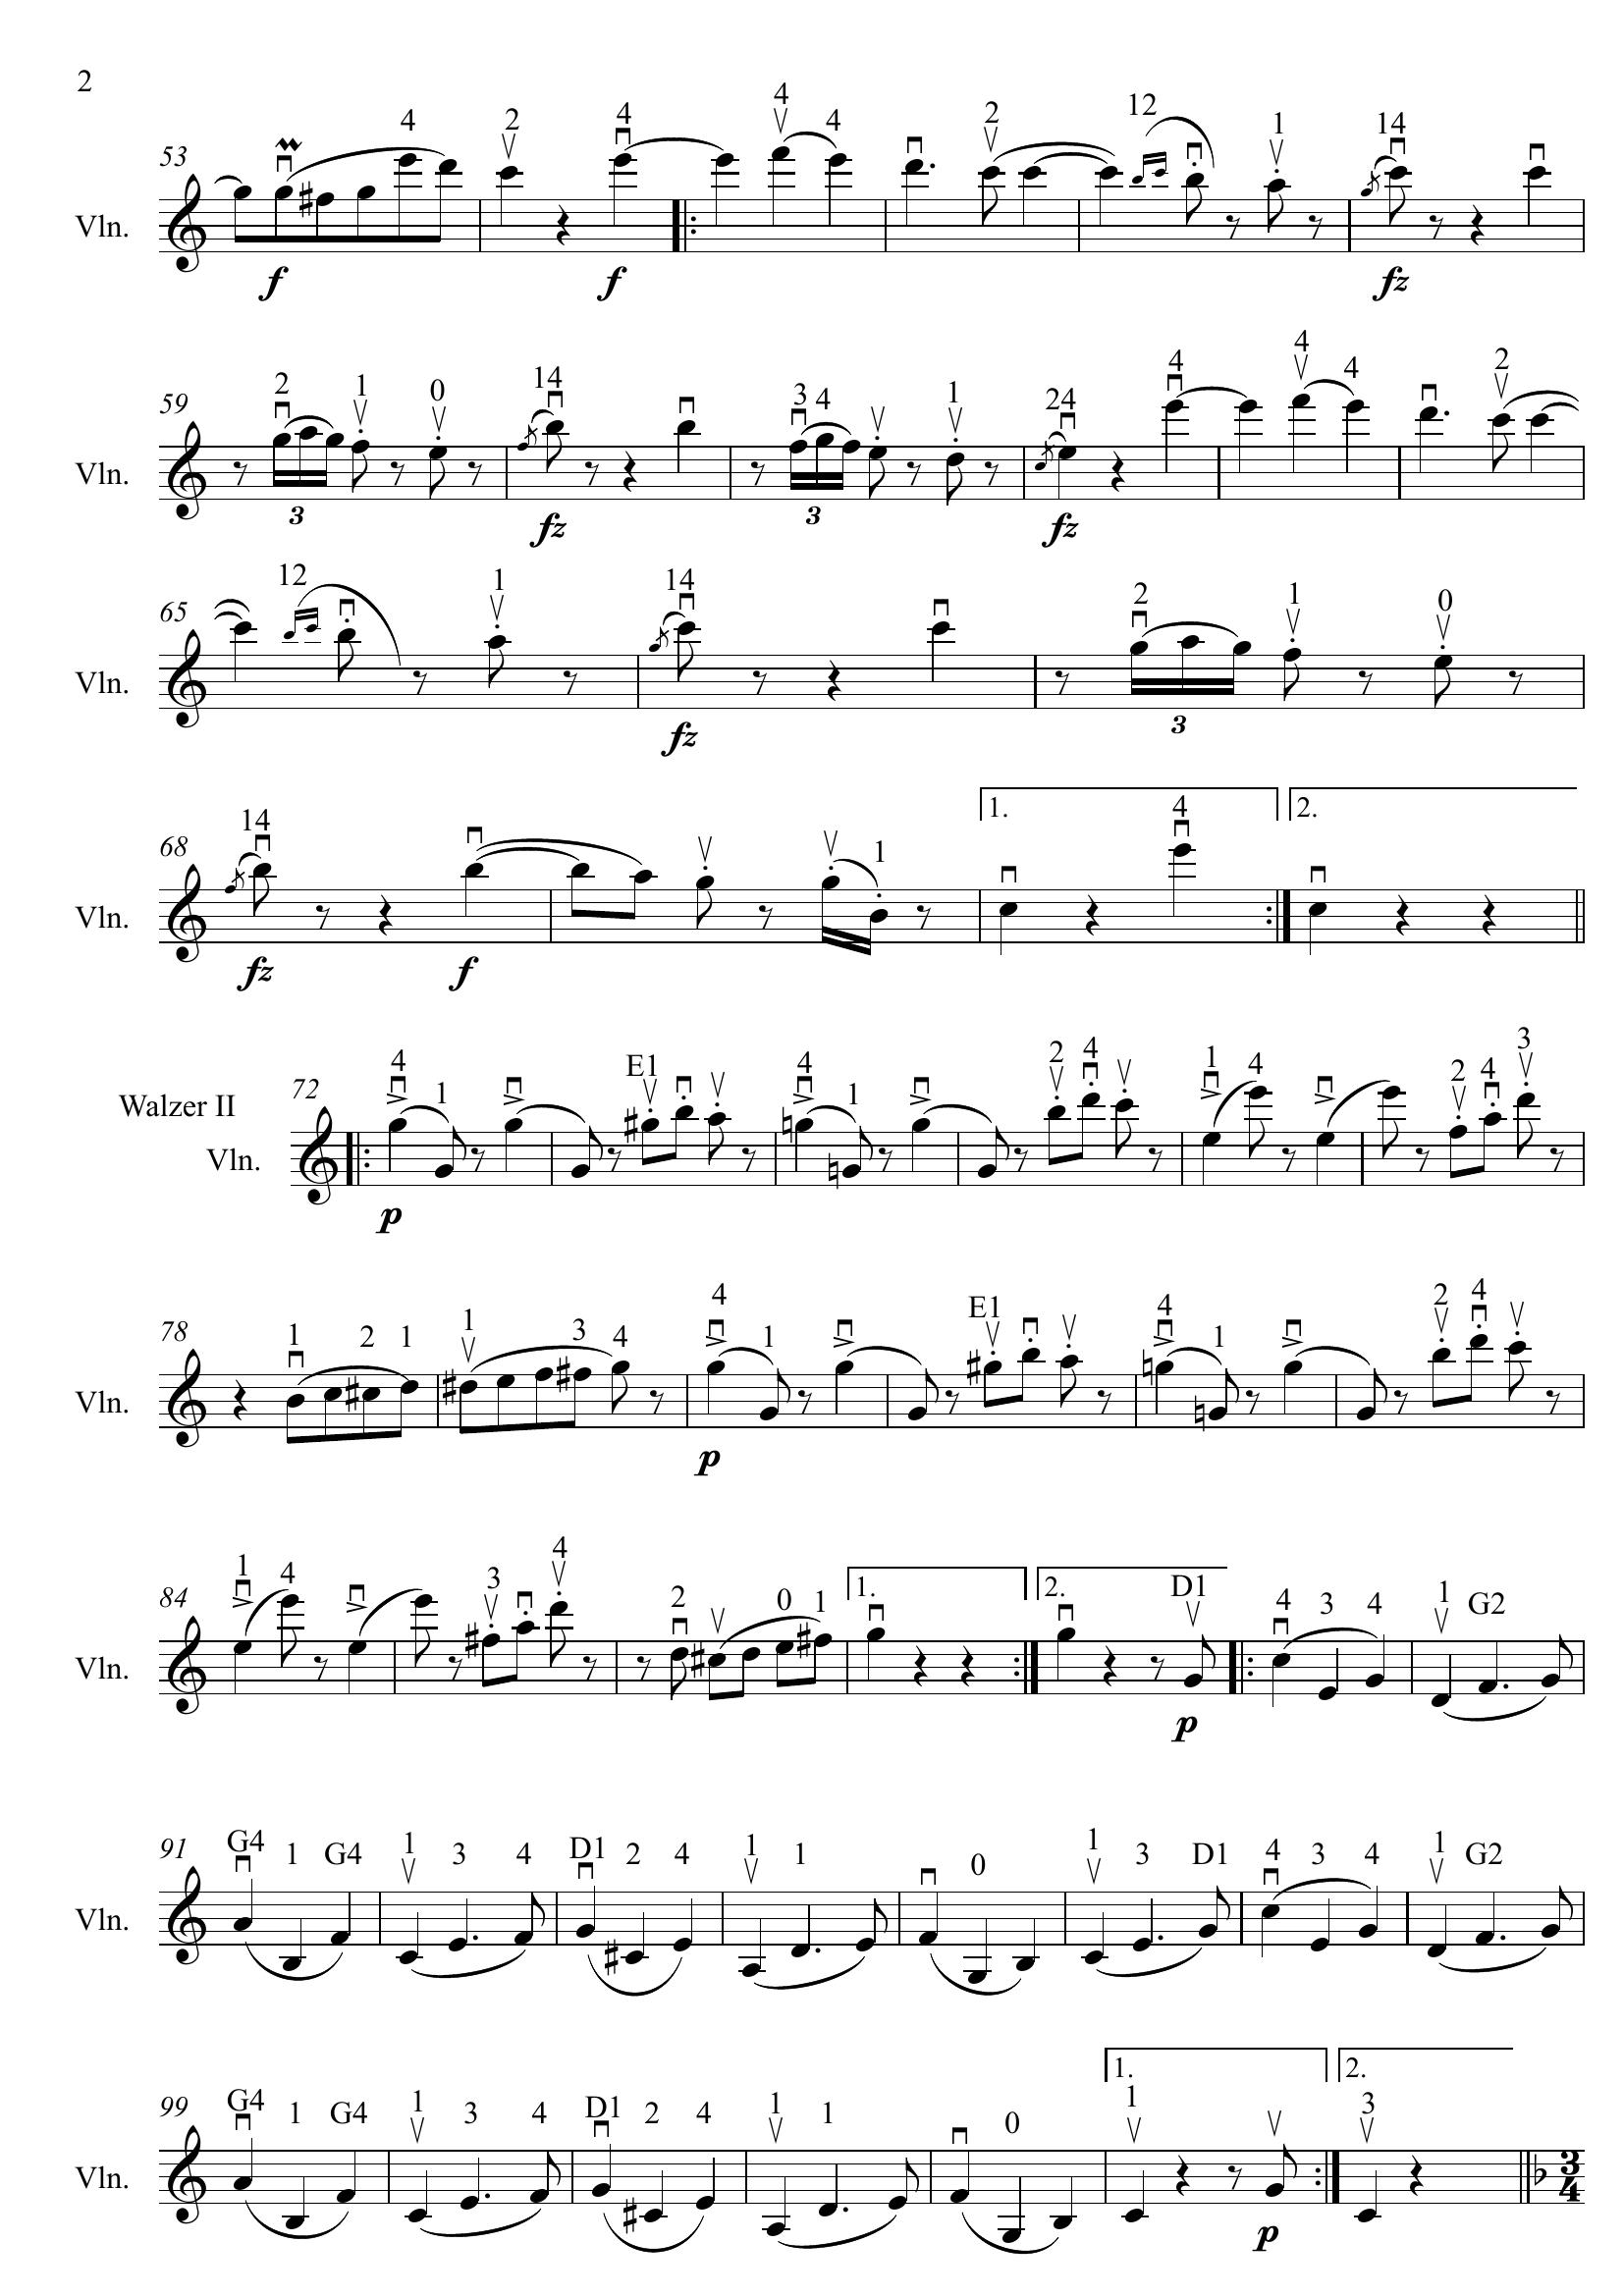 2
4
12
4 2 4 4 2 14 1
53
Vln.
f f fz
4
2 1 0 14 3 4 1 24 4 4 2
59
Vln.
3 fz 3 fz
12 1 14 2 1 0
65
Vln.
fz 3
1. 2.
14 1 4
68
Vln.
fz f
Walzer II
72
4 1 E1 4 1 2 4 1 4 2 4 3
Vln.
p
78
1 2 1 1 3 4 4 1 E1 4 1 2 4
Vln.
p
84
1 4 3 4 2 0 1 1. 2. D1 4 3 4 1 G2
Vln.
p
91
G4 1 G4 1 3 4 D1 2 4 1 1 0 1 3 D1 4 3 4 1 G2
Vln.
1. 2.
99
G4 1 G4 1 3 4 D1 2 4 1 1 0 1 3
Vln.
p
3
4